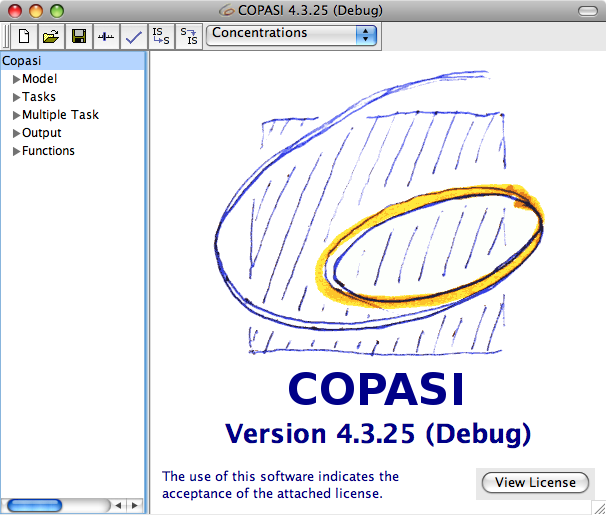 COPASI 4.3.25 (Debug)
IS
↳S
S↴
IS
Concentrations
Copasi
Model
Tasks
Multiple Task
Output
Functions
COPASI
Version 4.3.25 (Debug)
The use of this software indicates the
acceptance of the attached license.
View License